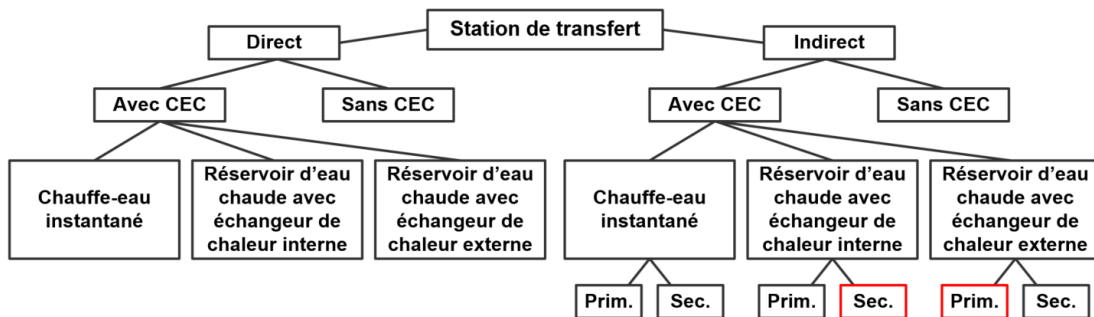 Station de transfert
Direct
Indirect
Avec CEC
Sans CEC
Avec CEC
Sans CEC
Chauffe-eau
instantané
Réservoir d’eau
chaude avec
échangeur de
chaleur interne
Réservoir d’eau
chaude avec
échangeur de
chaleur externe
Chauffe-eau
instantané
Réservoir d’eau
chaude avec
échangeur de
chaleur interne
Réservoir d’eau
chaude avec
échangeur de
chaleur externe
Prim.
Sec.
Prim.
Sec.
Prim.
Sec.